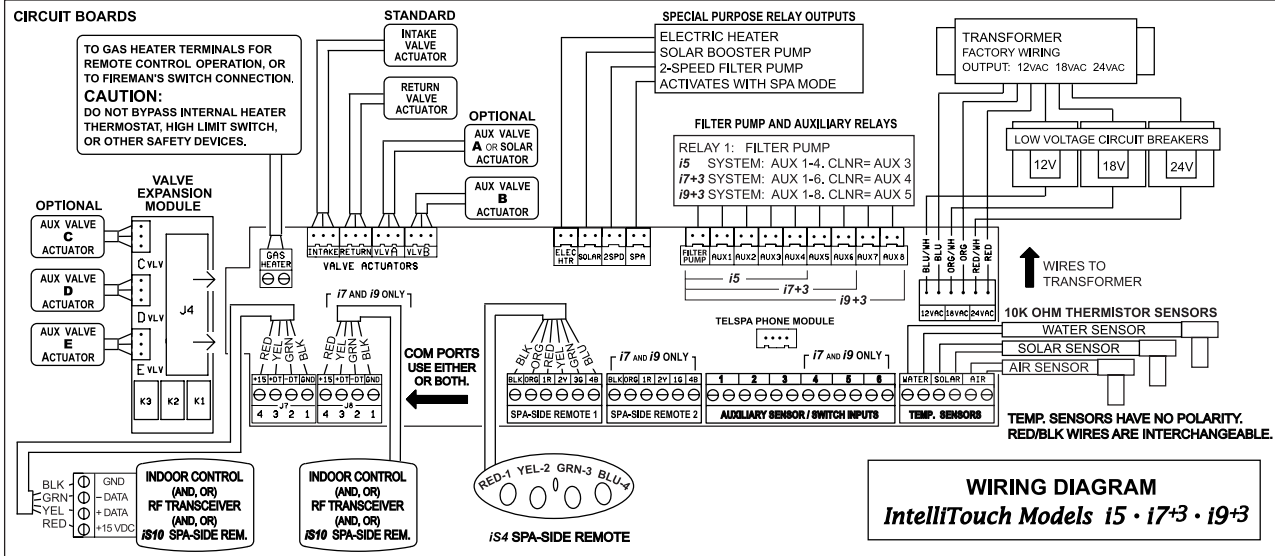 CIRCUIT BOARDS
TO GAS HEATER TERMINALS FOR
REMOTE CONTROL OPERATION, OR
TO FIREMAN'S SWITCH CONNECTION.
CAUTION:
DO NOT BYPASS INTERNAL HEATER
THERMOSTAT, HIGH LIMIT SWITCH,
OR OTHER SAFETY DEVICES.
STANDARD
INTAKE
VALVE
ACTUATOR
RETURN
VALVE
ACTUATOR
OPTIONAL
AUX VALVE
A OR SOLAR
ACTUATOR
AUX VALVE
B
ACTUATOR
SPECIAL PURPOSE RELAY OUTPUTS
ELECTRIC HEATER
SOLAR BOOSTER PUMP
2-SPEED FILTER PUMP
ACTIVATES WITH SPA MODE
FILTER PUMP AND AUXILIARY RELAYS
RELAY 1: FILTER PUMP
i5 SYSTEM: AUX 1-4. CLNR= AUX 3
i7+3 SYSTEM: AUX 1-6. CLNR= AUX 4
i9+3 SYSTEM: AUX 1-8. CLNR= AUX 5
TRANSFORMER
FACTORY WIRING
OUTPUT: 12VAC 18VAC 24VAC
LOW VOLTAGE CIRCUIT BREAKERS
12V 18V 24V
VALVE
EXPANSION
MODULE
OPTIONAL
AUX VALVE
C
ACTUATOR
AUX VALVE
D
ACTUATOR
AUX VALVE
E
ACTUATOR
C VLV
D VLV
E VLV
J4
K3 K2 K1
GAS
HEATER
INTAKE RETURN VLV A VLV B
VALVE ACTUATORS
ELEC
HTR SOLAR 2SPD SPA
FILTER
PUMP AUX1 AUX2 AUX3 AUX4 AUX5 AUX6 AUX7 AUX8
i5
i7+3
i9+3
BLU/WH BLU ORG/WH ORG RED/WH RED
12VAC 18VAC 24VAC
WIRES TO
TRANSFORMER
10K OHM THERMISTOR SENSORS
WATER SENSOR
SOLAR SENSOR
AIR SENSOR
TEMP. SENSORS HAVE NO POLARITY.
RED/BLK WIRES ARE INTERCHANGEABLE.
i7 AND i9 ONLY
RED YEL GRN BLK
RED YEL GRN BLK
+15 +DT -DT GND
+15 +DT -DT GND
J7 J8
4 3 2 1
4 3 2 1
COM PORTS
USE EITHER
OR BOTH.
BLK ORG RED YEL GRN BLU
BLK ORG 1R 2Y 3G 4B
SPA-SIDE REMOTE 1
i7 AND i9 ONLY
BLK ORG 1R 2Y 1G 4B
SPA-SIDE REMOTE 2
TELSPA PHONE MODULE
i7 AND i9 ONLY
1 2 3 4 5 6
AUXILIARY SENSOR / SWITCH INPUTS
WATER SOLAR AIR
TEMP. SENSORS
BLK GND
GRN - DATA
YEL + DATA
RED +15 VDC
INDOOR CONTROL
(AND, OR)
RF TRANSCEIVER
(AND, OR)
iS10 SPA-SIDE REM.
INDOOR CONTROL
(AND, OR)
RF TRANSCEIVER
(AND, OR)
iS10 SPA-SIDE REM.
RED-1 YEL-2 GRN-3 BLU-4
iS4 SPA-SIDE REMOTE
WIRING DIAGRAM
IntelliTouch Models i5 · i7+3 · i9+3